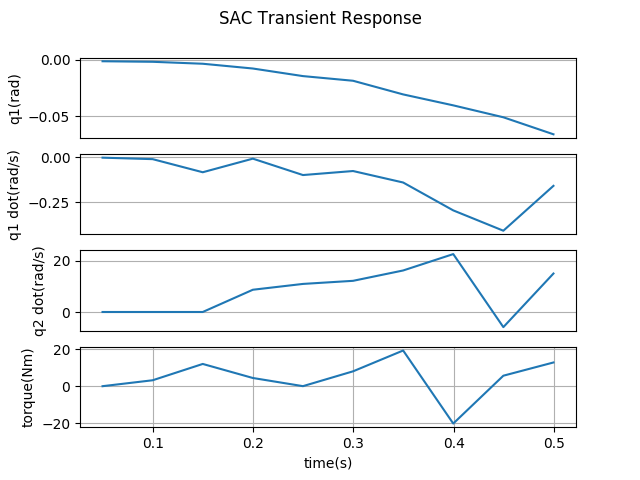 SAC Transient Response
q1(rad)
0.00
−0.05
q1 dot(rad/s)
0.00
−0.25
q2 dot(rad/s)
20
0
torque(Nm)
20
0
−20
0.1 0.2 0.3 0.4 0.5
time(s)